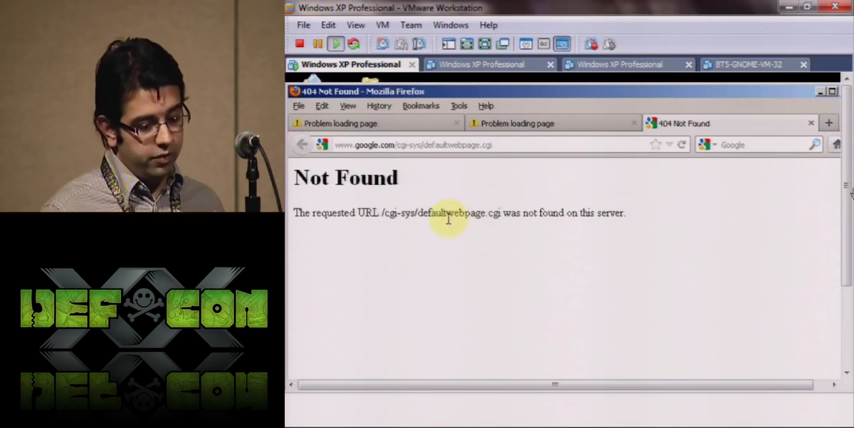 Windows XP Professional - VMware Workstation
File Edit View VM Team Windows Help
Windows XP Professional Windows XP Professional Windows XP Professional BT5-GNOME-VM-32
404 Not Found - Mozilla Firefox
File Edit View History Bookmarks Tools Help
Problem loading page Problem loading page 404 Not Found
www.google.com/cgi-sys/defaultwebpage.cgi Google
Not Found
The requested URL /cgi-sys/defaultwebpage.cgi was not found on this server.
DEF CON
XX